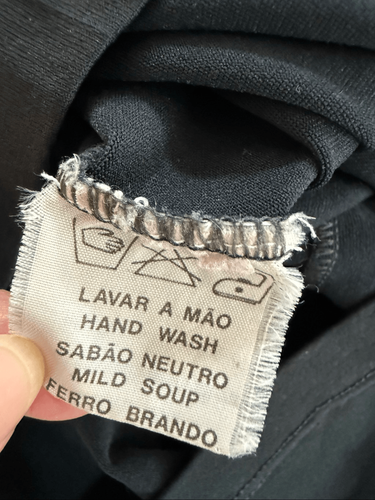 LAVAR A MÃO
HAND WASH
SABÃO NEUTRO
MILD SOUP
FERRO BRANDO